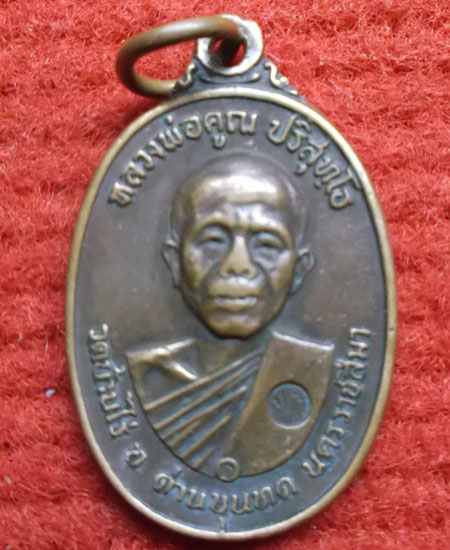 หลวงพ่อคูณ ปริสุทฺโธ
วัดบ้านไร่ อ. ด่านขุนทด นครราชสีมา
๑